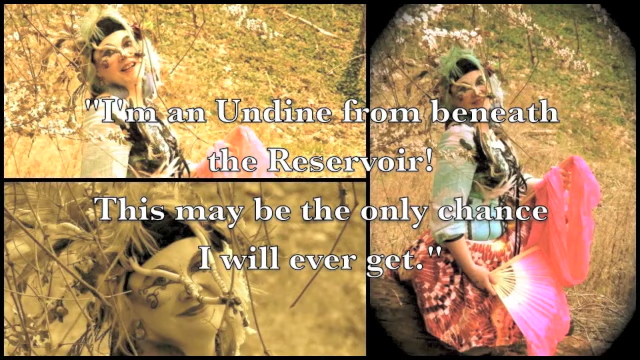 "I'm an Undine from beneath
the Reservoir!
This may be the only chance
I will ever get."